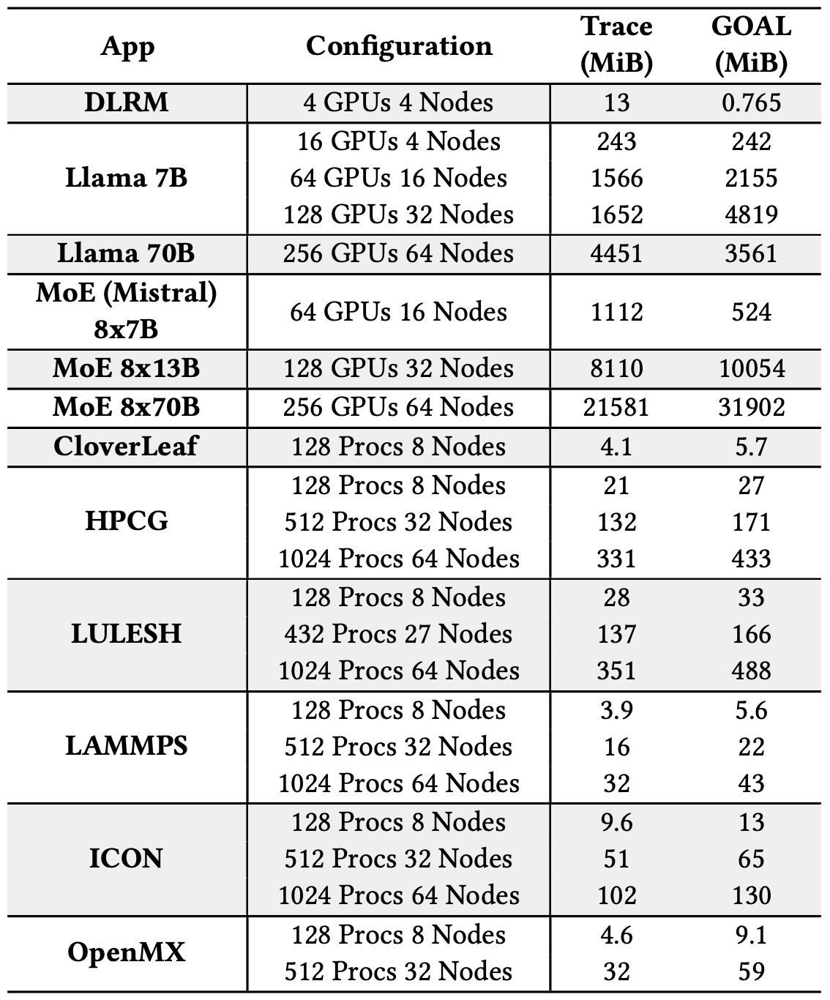 App Configuration Trace (MiB) GOAL (MiB)
DLRM 4 GPUs 4 Nodes 13 0.765
Llama 7B 16 GPUs 4 Nodes 243 242
64 GPUs 16 Nodes 1566 2155
128 GPUs 32 Nodes 1652 4819
Llama 70B 256 GPUs 64 Nodes 4451 3561
MoE (Mistral) 8x7B 64 GPUs 16 Nodes 1112 524
MoE 8x13B 128 GPUs 32 Nodes 8110 10054
MoE 8x70B 256 GPUs 64 Nodes 21581 31902
CloverLeaf 128 Procs 8 Nodes 4.1 5.7
HPCG 128 Procs 8 Nodes 21 27
512 Procs 32 Nodes 132 171
1024 Procs 64 Nodes 331 433
LULESH 128 Procs 8 Nodes 28 33
432 Procs 27 Nodes 137 166
1024 Procs 64 Nodes 351 488
LAMMPS 128 Procs 8 Nodes 3.9 5.6
512 Procs 32 Nodes 16 22
1024 Procs 64 Nodes 32 43
ICON 128 Procs 8 Nodes 9.6 13
512 Procs 32 Nodes 51 65
1024 Procs 64 Nodes 102 130
OpenMX 128 Procs 8 Nodes 4.6 9.1
512 Procs 32 Nodes 32 59